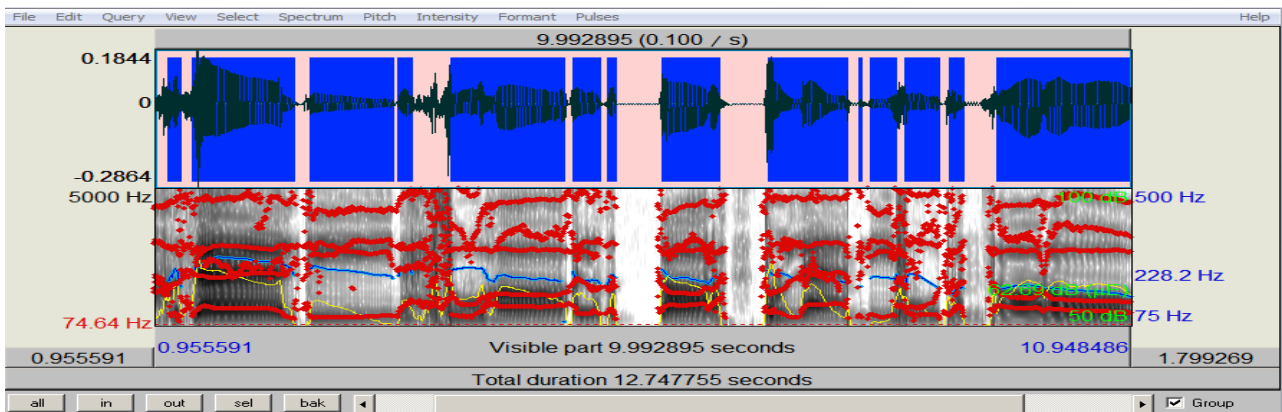 File Edit Query View Select Spectrum Pitch Intensity Formant Pulses Help
9.992895 (0.100 / s)
0.1844
0
-0.2864
5000 Hz
100 dB
500 Hz
228.2 Hz
74.64 Hz
50 dB
75 Hz
0.955591
0.955591
Visible part 9.992895 seconds
10.948486
1.799269
Total duration 12.747755 seconds
all in out sel bak Group